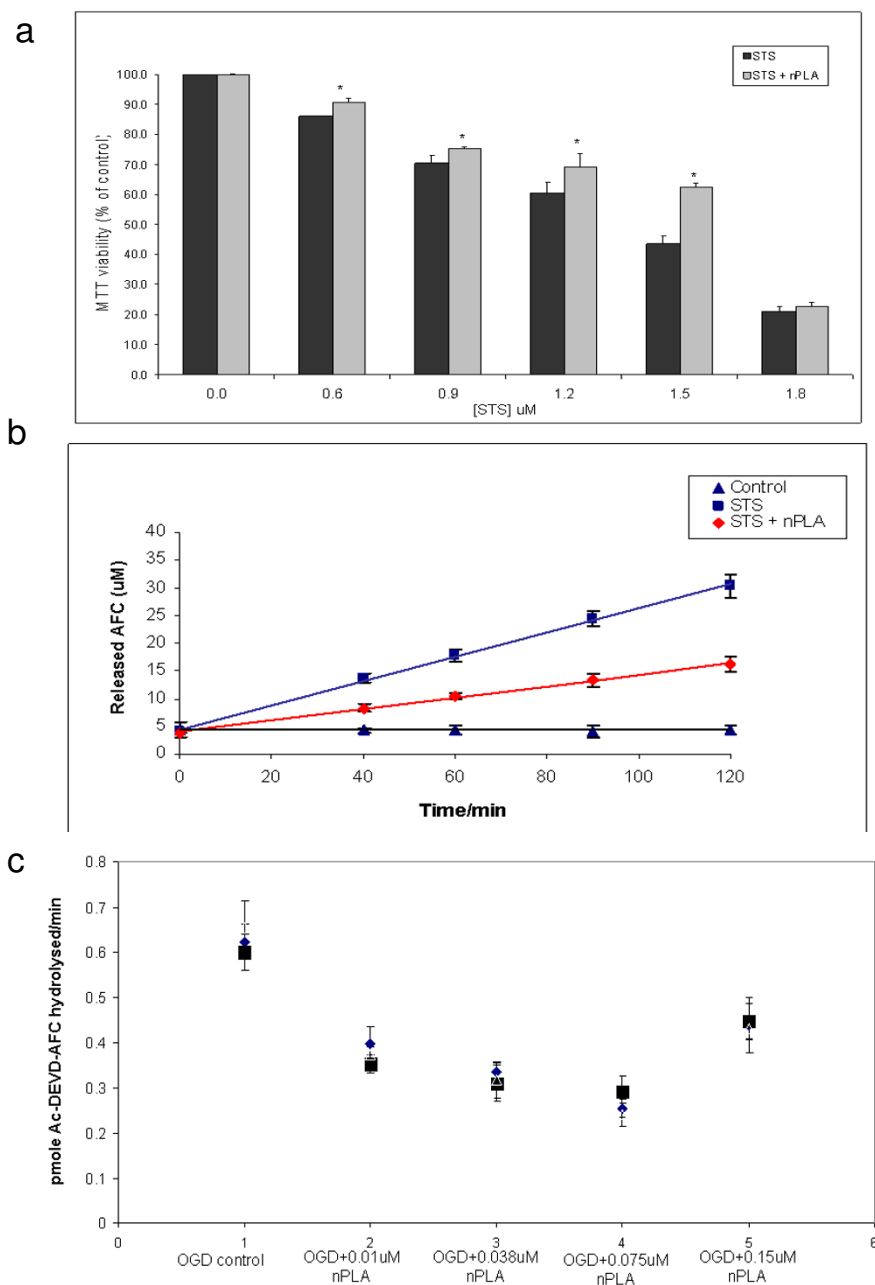 a
STS
STS + nPLA
MTT viability (% of control)
100.0
90.0
80.0
70.0
60.0
50.0
40.0
30.0
20.0
10.0
0.0
* * * *
0.0 0.6 0.9 1.2 1.5 1.8
[STS] uM
b
Control
STS
STS + nPLA
Released AFC (uM)
40
35
30
25
20
15
10
5
0
0 20 40 60 80 100 120
Time/min
c
pmole Ac-DEVD-AFC hydrolysed/min
0.8
0.7
0.6
0.5
0.4
0.3
0.2
0.1
0
0 1 2 3 4 5 6
OGD control OGD+0.01uM OGD+0.038uM OGD+0.075uM OGD+0.15uM
nPLA nPLA nPLA nPLA